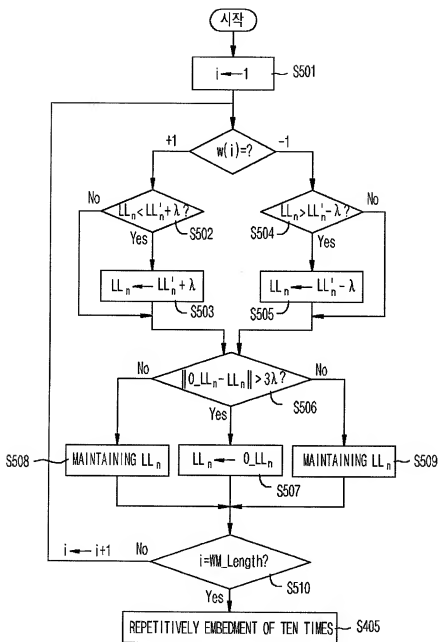 시작
i ← 1
S501
+1
w(i)=?
-1
No
LLn<LL'n+λ?
S502
Yes
LLn>LL'n-λ?
No
S504
Yes
LLn ← LL'n+λ
S503
LLn ← LL'n-λ
S505
No
‖O_LLn-LLn‖>3λ?
No
Yes
S506
S508
MAINTAINING LLn
LLn ← O_LLn
S507
MAINTAINING LLn
S509
i ← i+1
No
i=WM_Length?
S510
Yes
REPETITIVELY EMBEDMENT OF TEN TIMES
S405